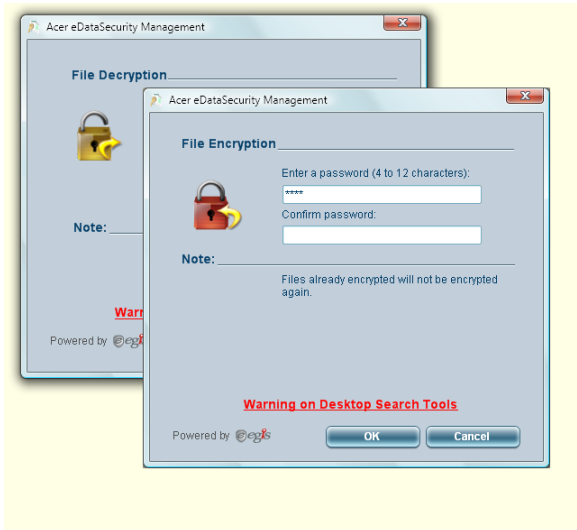 Acer eDataSecurity Management
File Decryption
Note:
Powered by egis
Acer eDataSecurity Management
File Encryption
Enter a password (4 to 12 characters):
****
Confirm password:
Note:
Files already encrypted will not be encrypted
again.
Warning on Desktop Search Tools
Powered by egis
OK
Cancel